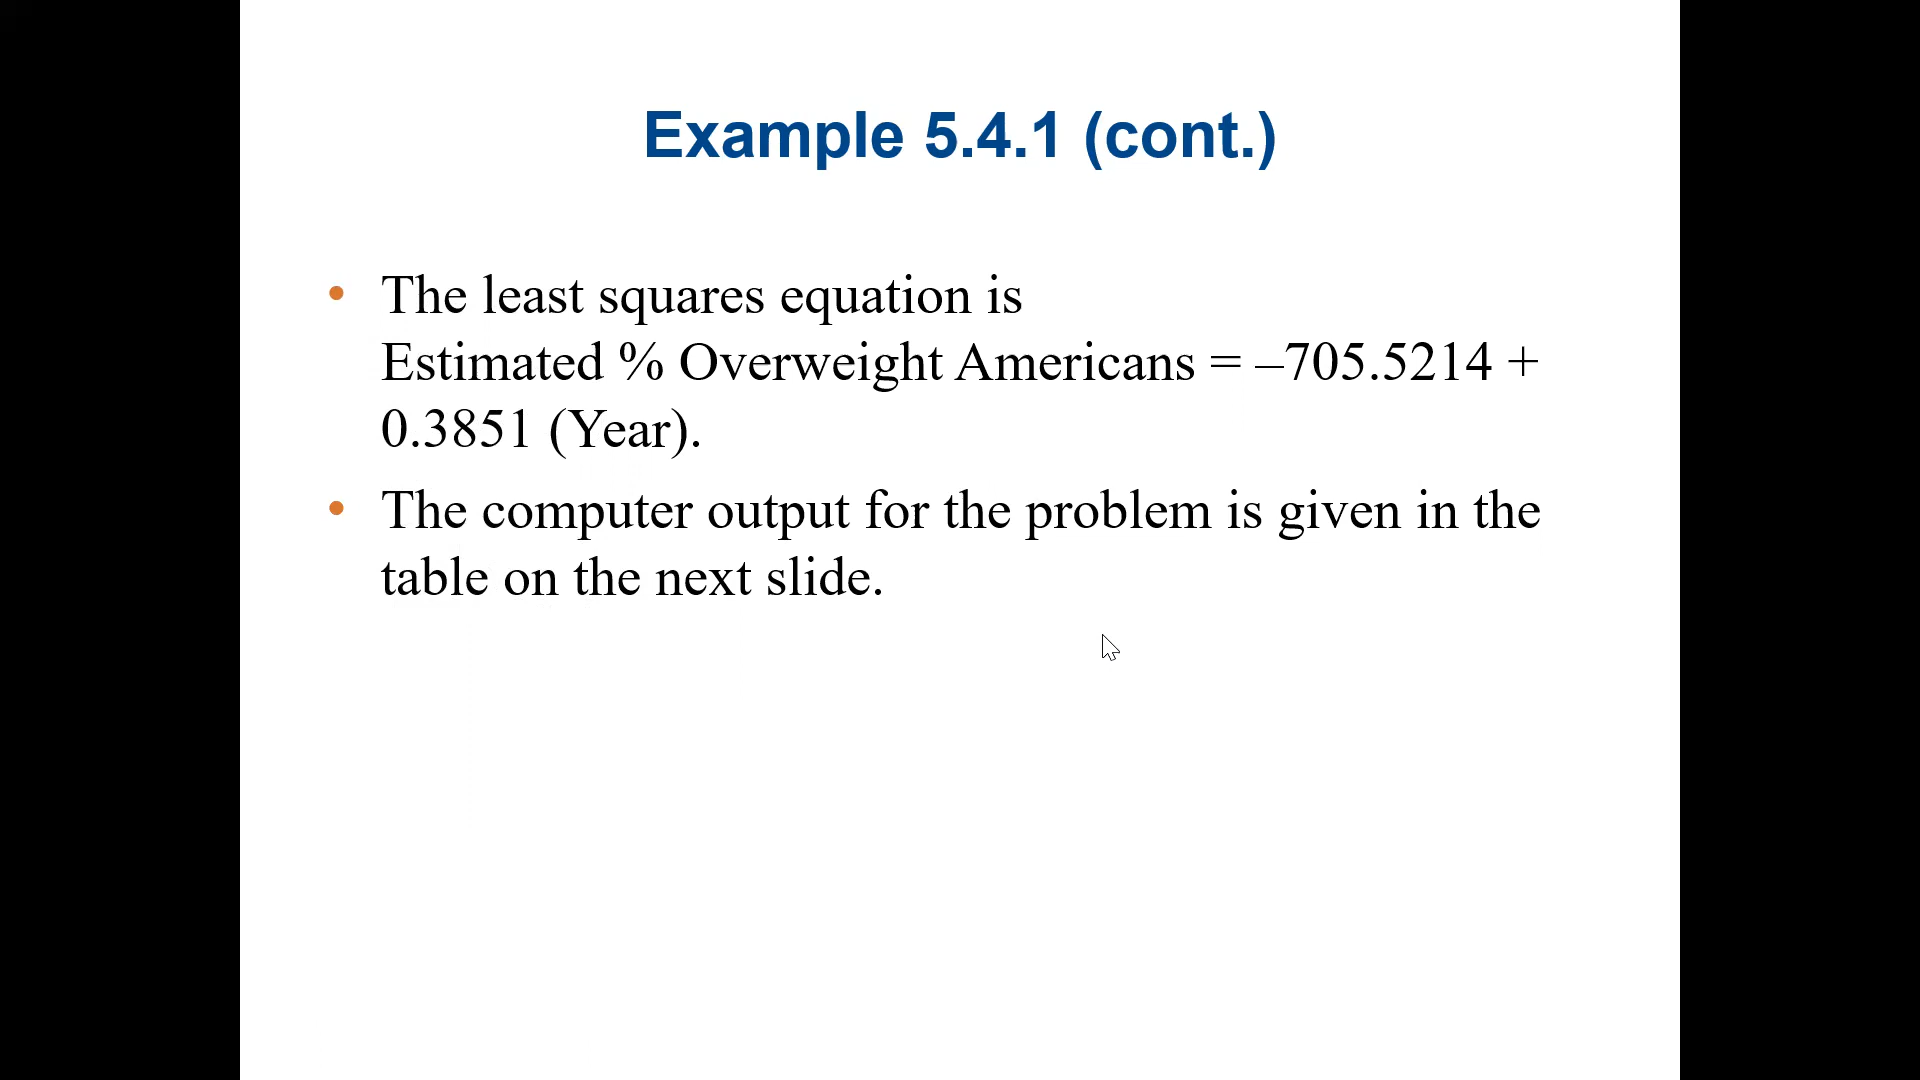 Example 5.4.1 (cont.)
• The least squares equation is
Estimated % Overweight Americans = –705.5214 +
0.3851 (Year).
• The computer output for the problem is given in the
table on the next slide.